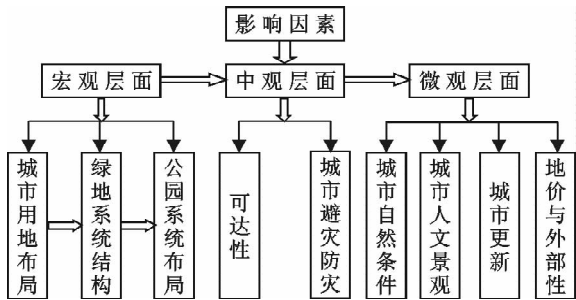 影响因素
宏观层面
中观层面
微观层面
城市用地布局
绿地系统结构
公园系统布局
可达性
城市避灾防灾
城市自然条件
城市人文景观
城市更新
地价与外部性